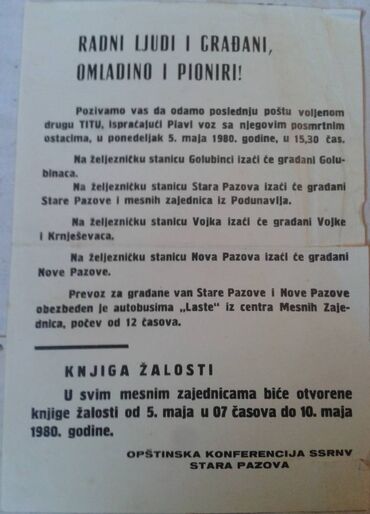 RADNI LJUDI I GRAĐANI,
OMLADINO I PIONIRI!
Pozivamo vas da odamo poslednju poštu voljenom
drugu TITU, ispraćajući Plavi voz sa njegovim posmrtnim
ostacima, u ponedeljak 5. maja 1980. godine, u 15,30 čas.
Na željezničku stanicu Golubinci izaći će građani Golu-
binaca.
Na željezničku stanicu Stara Pazova izaći će građani
Stare Pazove i mesnih zajednica iz Podunavlja.
Na željezničku stanicu Vojka izaći će građani Vojke
i Krnješevaca.
Na željezničku stanicu Nova Pazova izaći će građani
Nove Pazove.
Prevoz za građane van Stare Pazove i Nove Pazove
obezbeđen je autobusima „Laste” iz centra Mesnih Zaje-
dnica, počev od 12 časova.
KNJIGA ŽALOSTI
U svim mesnim zajednicama biće otvorene
knjige žalosti od 5. maja u 07 časova do 10. maja
1980. godine.
OPŠTINSKA KONFERENCIJA SSRNV
STARA PAZOVA